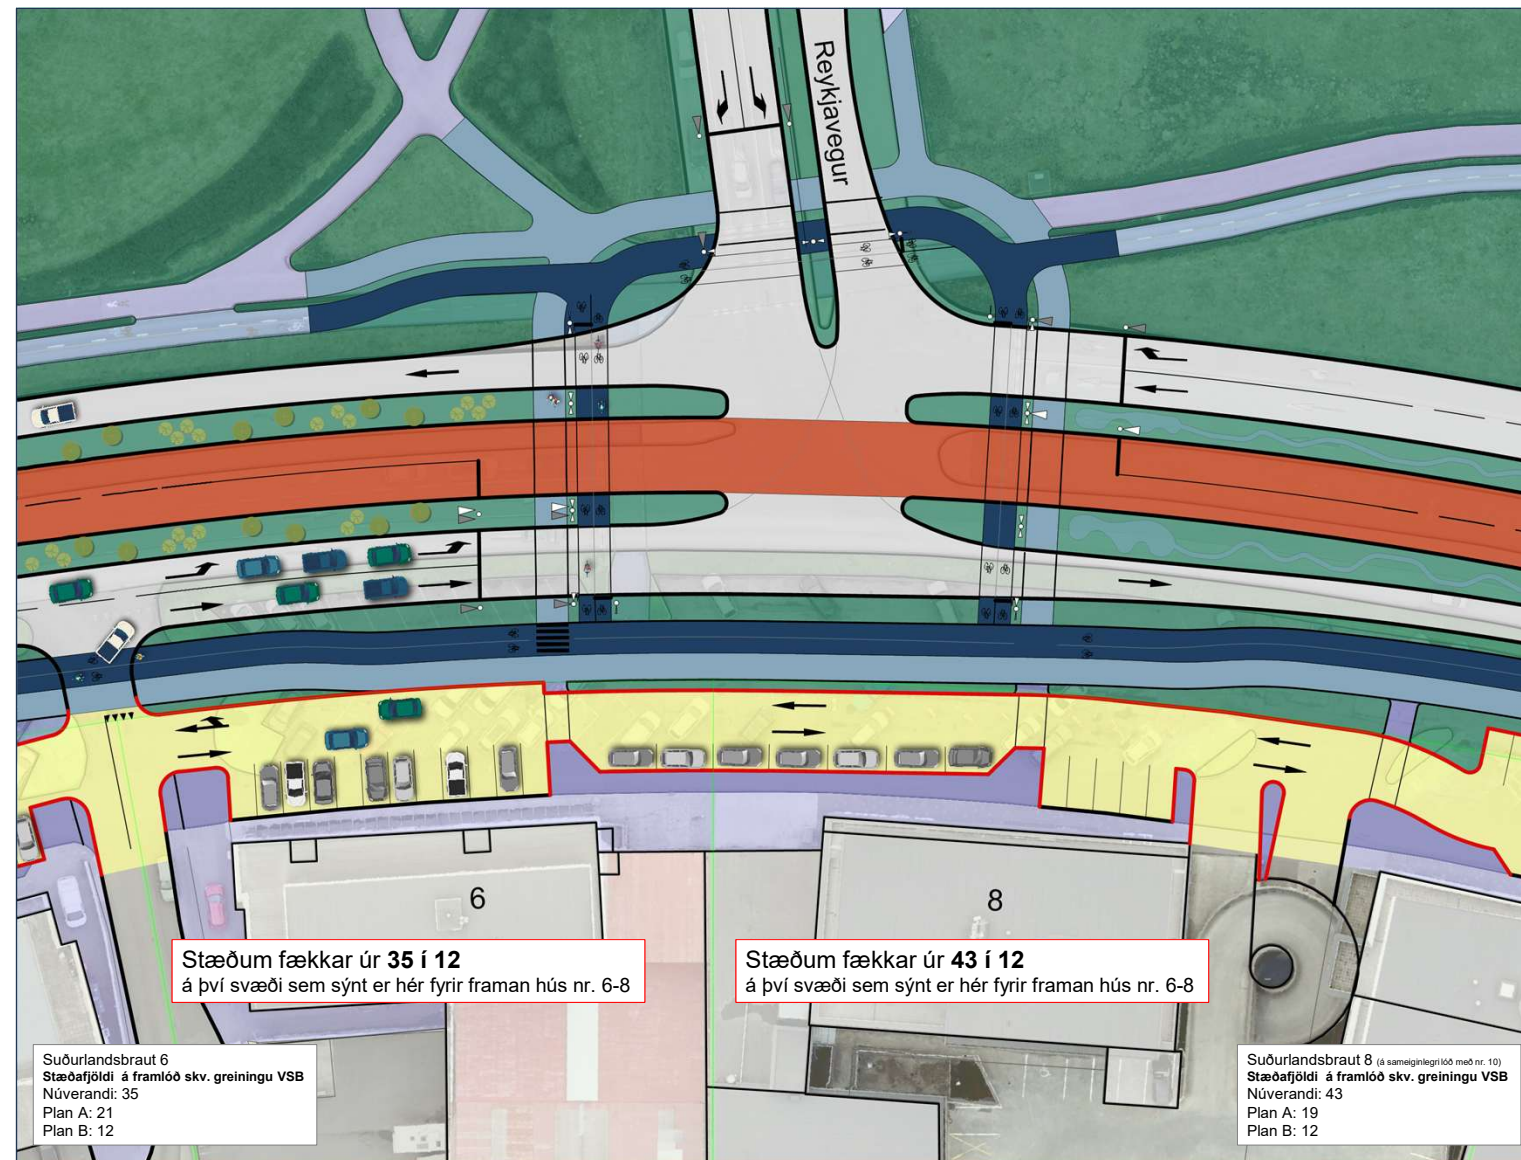 Reykjavegur
6
8
Stæðum fækkar úr 35 í 12
á því svæði sem sýnt er hér fyrir framan hús nr. 6-8
Stæðum fækkar úr 43 í 12
á því svæði sem sýnt er hér fyrir framan hús nr. 6-8
Suðurlandsbraut 6
Stæðafjöldi á framlóð skv. greiningu VSB
Núverandi: 35
Plan A: 21
Plan B: 12
Suðurlandsbraut 8 (á sameiginlegri lóð með nr. 10)
Stæðafjöldi á framlóð skv. greiningu VSB
Núverandi: 43
Plan A: 19
Plan B: 12